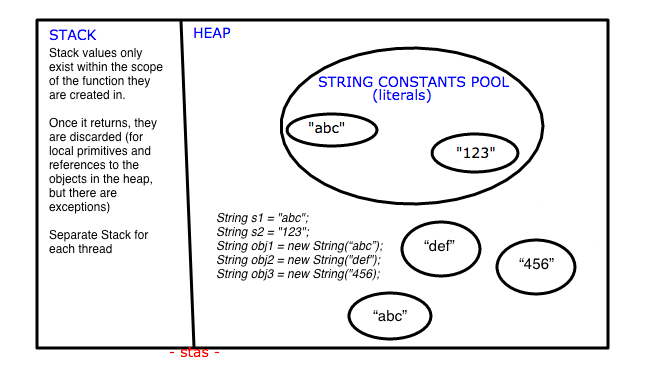 STACK
Stack values only
exist within the scope
of the function they
are created in.
Once it returns, they
are discarded (for
local primitives and
references to the
objects in the heap,
but there are
exceptions)
Separate Stack for
each thread
HEAP
STRING CONSTANTS POOL
(literals)
"abc"
"123"
String s1 = "abc";
String s2 = "123";
String obj1 = new String(“abc”);
String obj2 = new String("def");
String obj3 = new String("456);
“def”
“456”
“abc”
- stas -